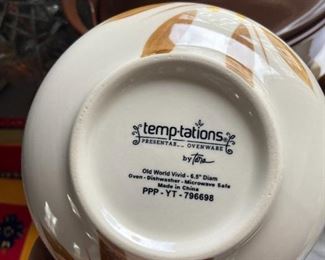 temp-tations®
OVENWARE
by Tara
Old World Vivid - 6.5" Diam
Oven - Dishwasher - Microwave Safe
Made in China
PPP - YT - 796698